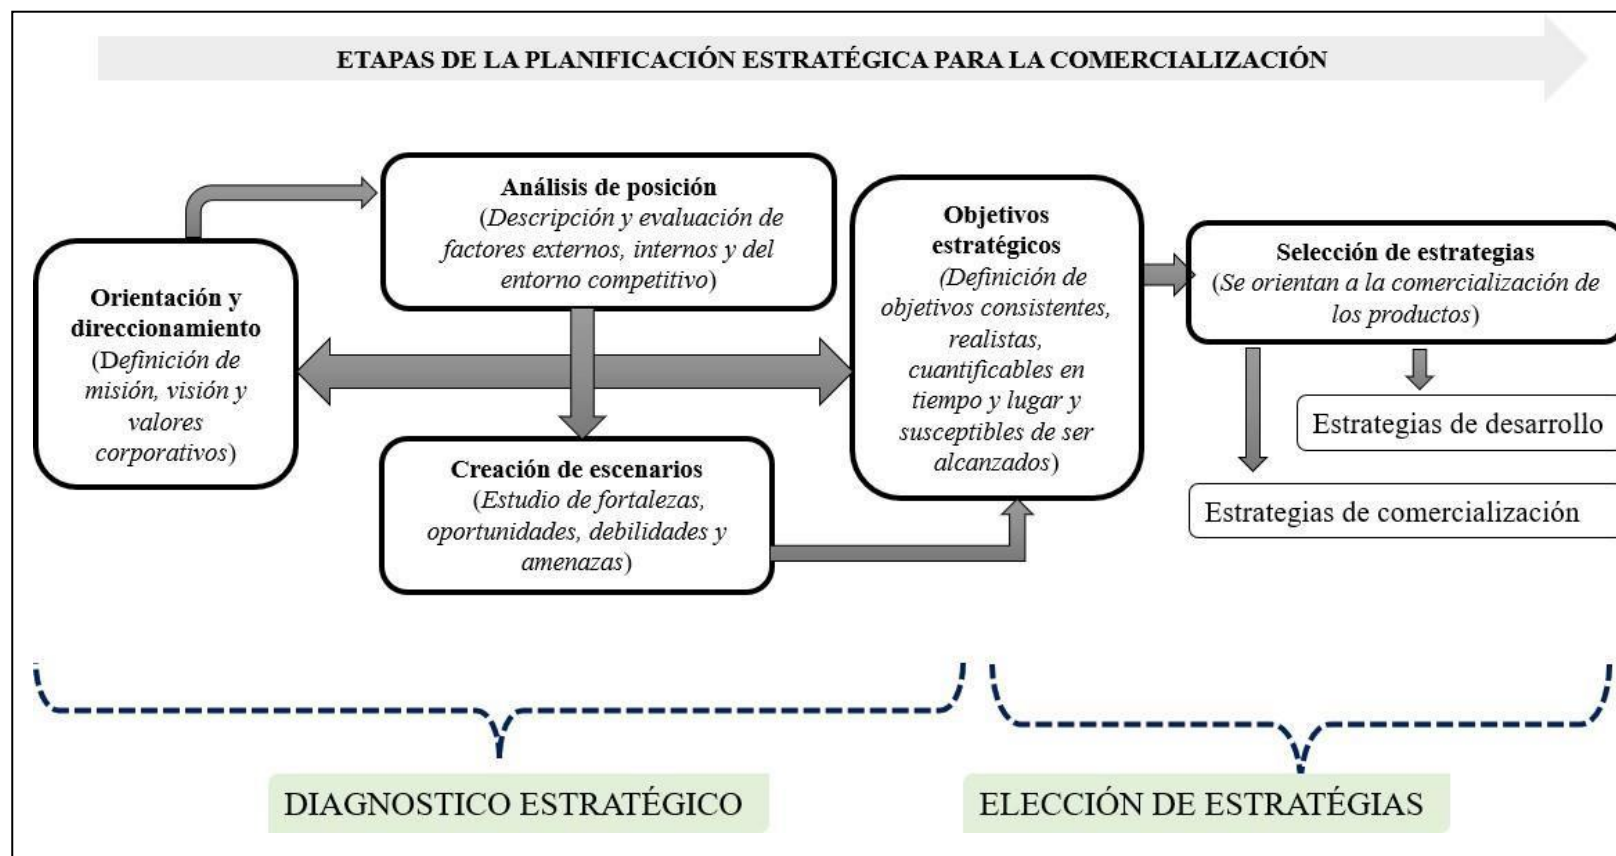 ETAPAS DE LA PLANIFICACIÓN ESTRATÉGICA PARA LA COMERCIALIZACIÓN
Orientación y
direccionamiento
(Definición de
misión, visión y
valores
corporativos)
Análisis de posición
(Descripción y evaluación de
factores externos, internos y del
entorno competitivo)
Creación de escenarios
(Estudio de fortalezas,
oportunidades, debilidades y
amenazas)
Objetivos
estratégicos
(Definición de
objetivos consistentes,
realistas,
cuantificables en
tiempo y lugar y
susceptibles de ser
alcanzados)
Selección de estrategias
(Se orientan a la comercialización de
los productos)
Estrategias de desarrollo
Estrategias de comercialización
DIAGNOSTICO ESTRATÉGICO
ELECCIÓN DE ESTRATÉGIAS